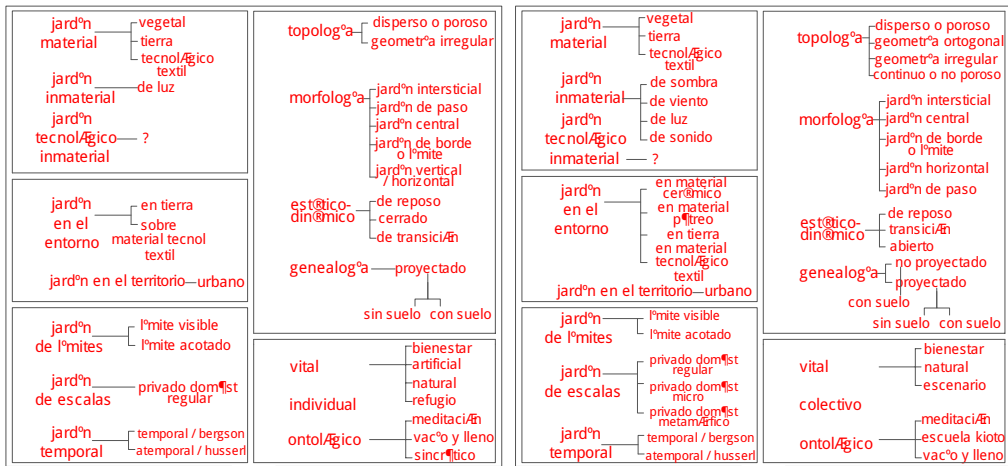 jardºn
material
vegetal
tierra
tecnolÆgico
textil
jardºn
inmaterial
de luz
jardºn
tecnolÆgico
inmaterial
?
jardºn
en el
entorno
en tierra
sobre
material tecnol
textil
jardºn en el territorio
urbano
jardºn
de lºmites
lºmite visible
lºmite acotado
jardºn
de escalas
privado dom¶st
regular
jardºn
temporal
temporal / bergson
atemporal / husserl
topologºa
disperso o poroso
geometrºa irregular
morfologºa
jardºn intersticial
jardºn de paso
jardºn central
jardºn de borde
o lºmite
jardºn vertical
/ horizontal
est®tico-
din®mico
de reposo
cerrado
de transiciÆn
genealogºa
proyectado
sin suelo
con suelo
vital
individual
bienestar
artificial
natural
refugio
ontolÆgico
meditaciÆn
vacºo y lleno
sincr¶tico
jardºn
material
vegetal
tierra
tecnolÆgico
textil
jardºn
inmaterial
de sombra
de viento
de luz
de sonido
jardºn
tecnolÆgico
inmaterial
?
jardºn
en el
entorno
en material
cer®mico
en material
p¶treo
en tierra
en material
tecnolÆgico
textil
jardºn en el territorio
urbano
jardºn
de lºmites
lºmite visible
lºmite acotado
jardºn
de escalas
privado dom¶st
regular
privado dom¶st
micro
privado dom¶st
metamÆrfico
jardºn
temporal
temporal / bergson
atemporal / husserl
topologºa
disperso o poroso
geometrºa ortogonal
geometrºa irregular
continuo o no poroso
morfologºa
jardºn intersticial
jardºn central
jardºn de borde
o lºmite
jardºn horizontal
jardºn de paso
est®tico-
din®mico
de reposo
transiciÆn
abierto
genealogºa
no proyectado
proyectado
con suelo
sin suelo
con suelo
vital
colectivo
bienestar
natural
escenario
ontolÆgico
meditaciÆn
escuela kioto
vacºo y lleno